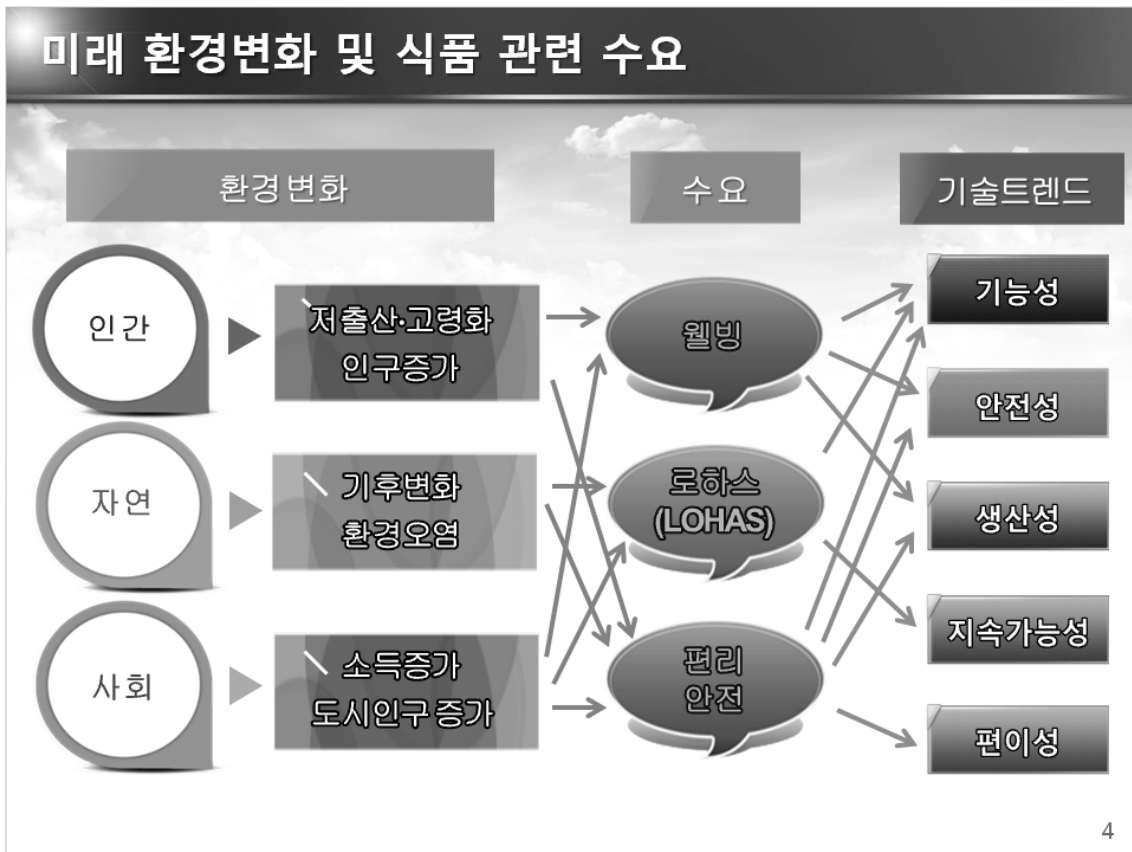 미래 환경변화 및 식품 관련 수요
환경변화
수요
기술트렌드
인간
저출산·고령화
인구증가
웰빙
기능성
안전성
자연
기후변화
환경오염
로하스
(LOHAS)
생산성
지속가능성
사회
소득증가
도시인구 증가
편리
안전
편이성
4